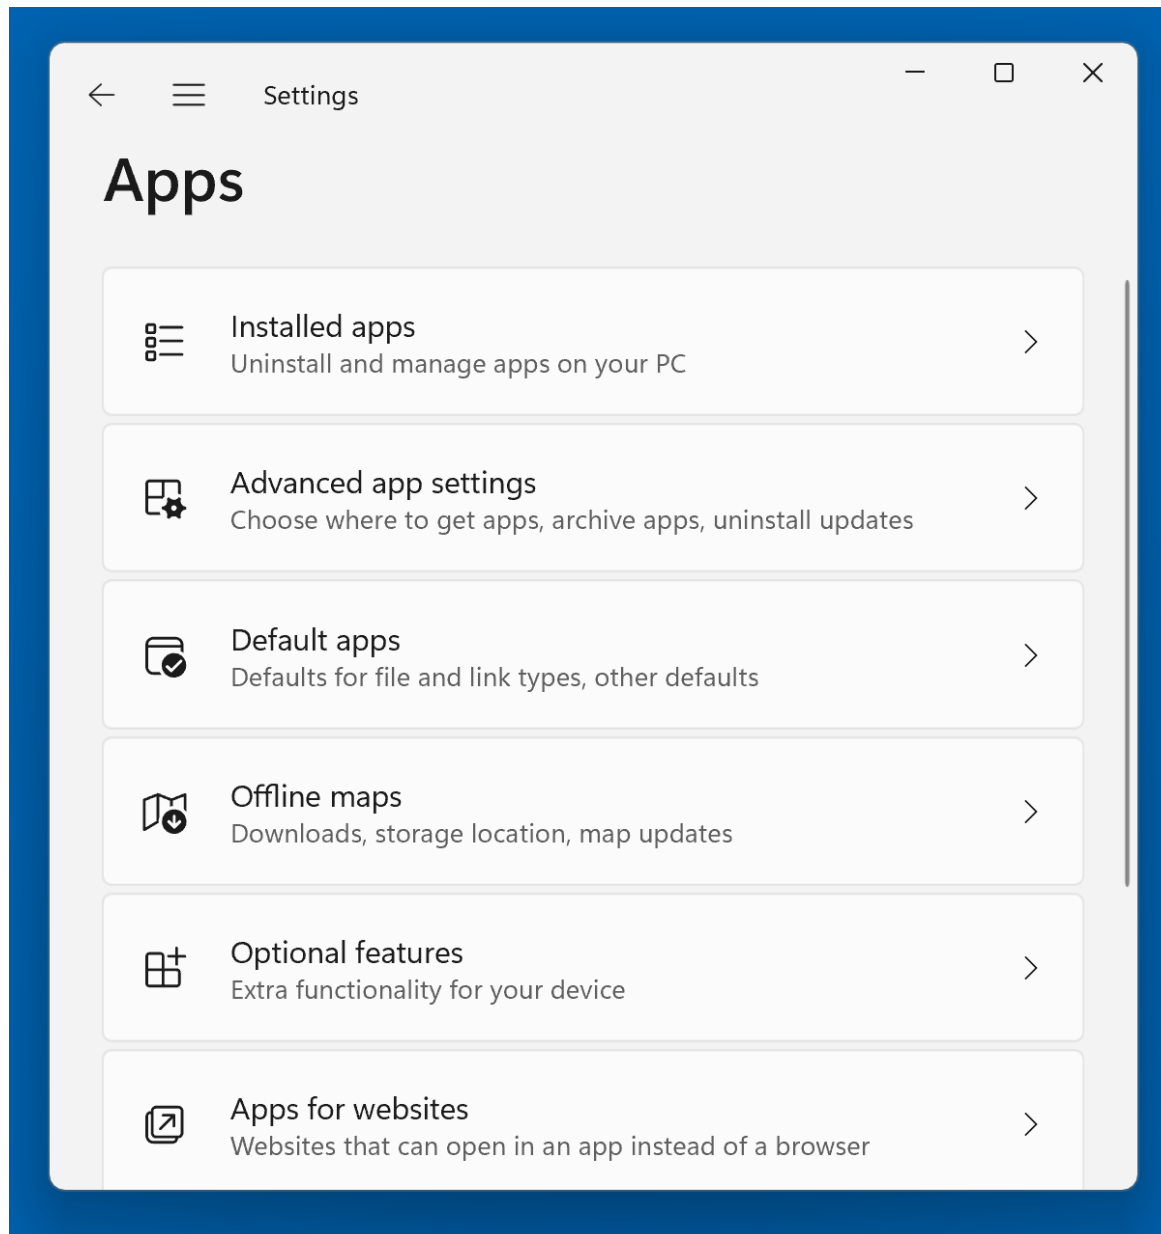 Settings
Apps
Installed apps
Uninstall and manage apps on your PC
Advanced app settings
Choose where to get apps, archive apps, uninstall updates
Default apps
Defaults for file and link types, other defaults
Offline maps
Downloads, storage location, map updates
Optional features
Extra functionality for your device
Apps for websites
Websites that can open in an app instead of a browser